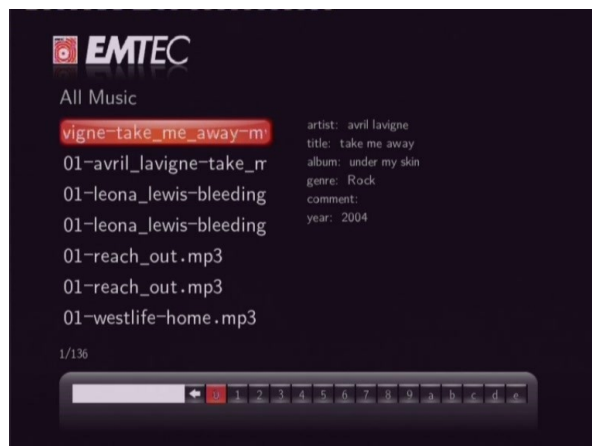 EMTEC
All Music
vigne-take_me_away-m
01-avril_lavigne-take_m
01-leona_lewis-bleeding
01-leona_lewis-bleeding
01-reach_out.mp3
01-reach_out.mp3
01-westlife-home.mp3
artist: avril lavigne
title: take me away
album: under my skin
genre: Rock
comment:
year: 2004
1/136
0 1 2 3 4 5 6 7 8 9 a b c d e